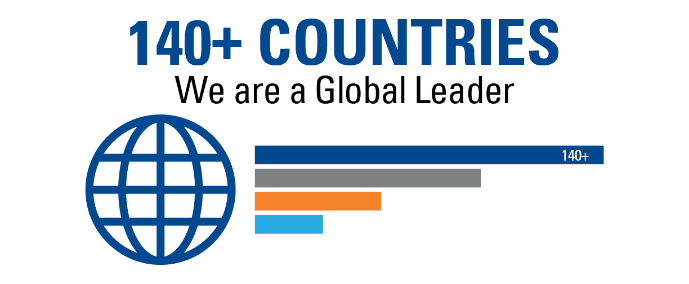 140+ COUNTRIES
We are a Global Leader
140+